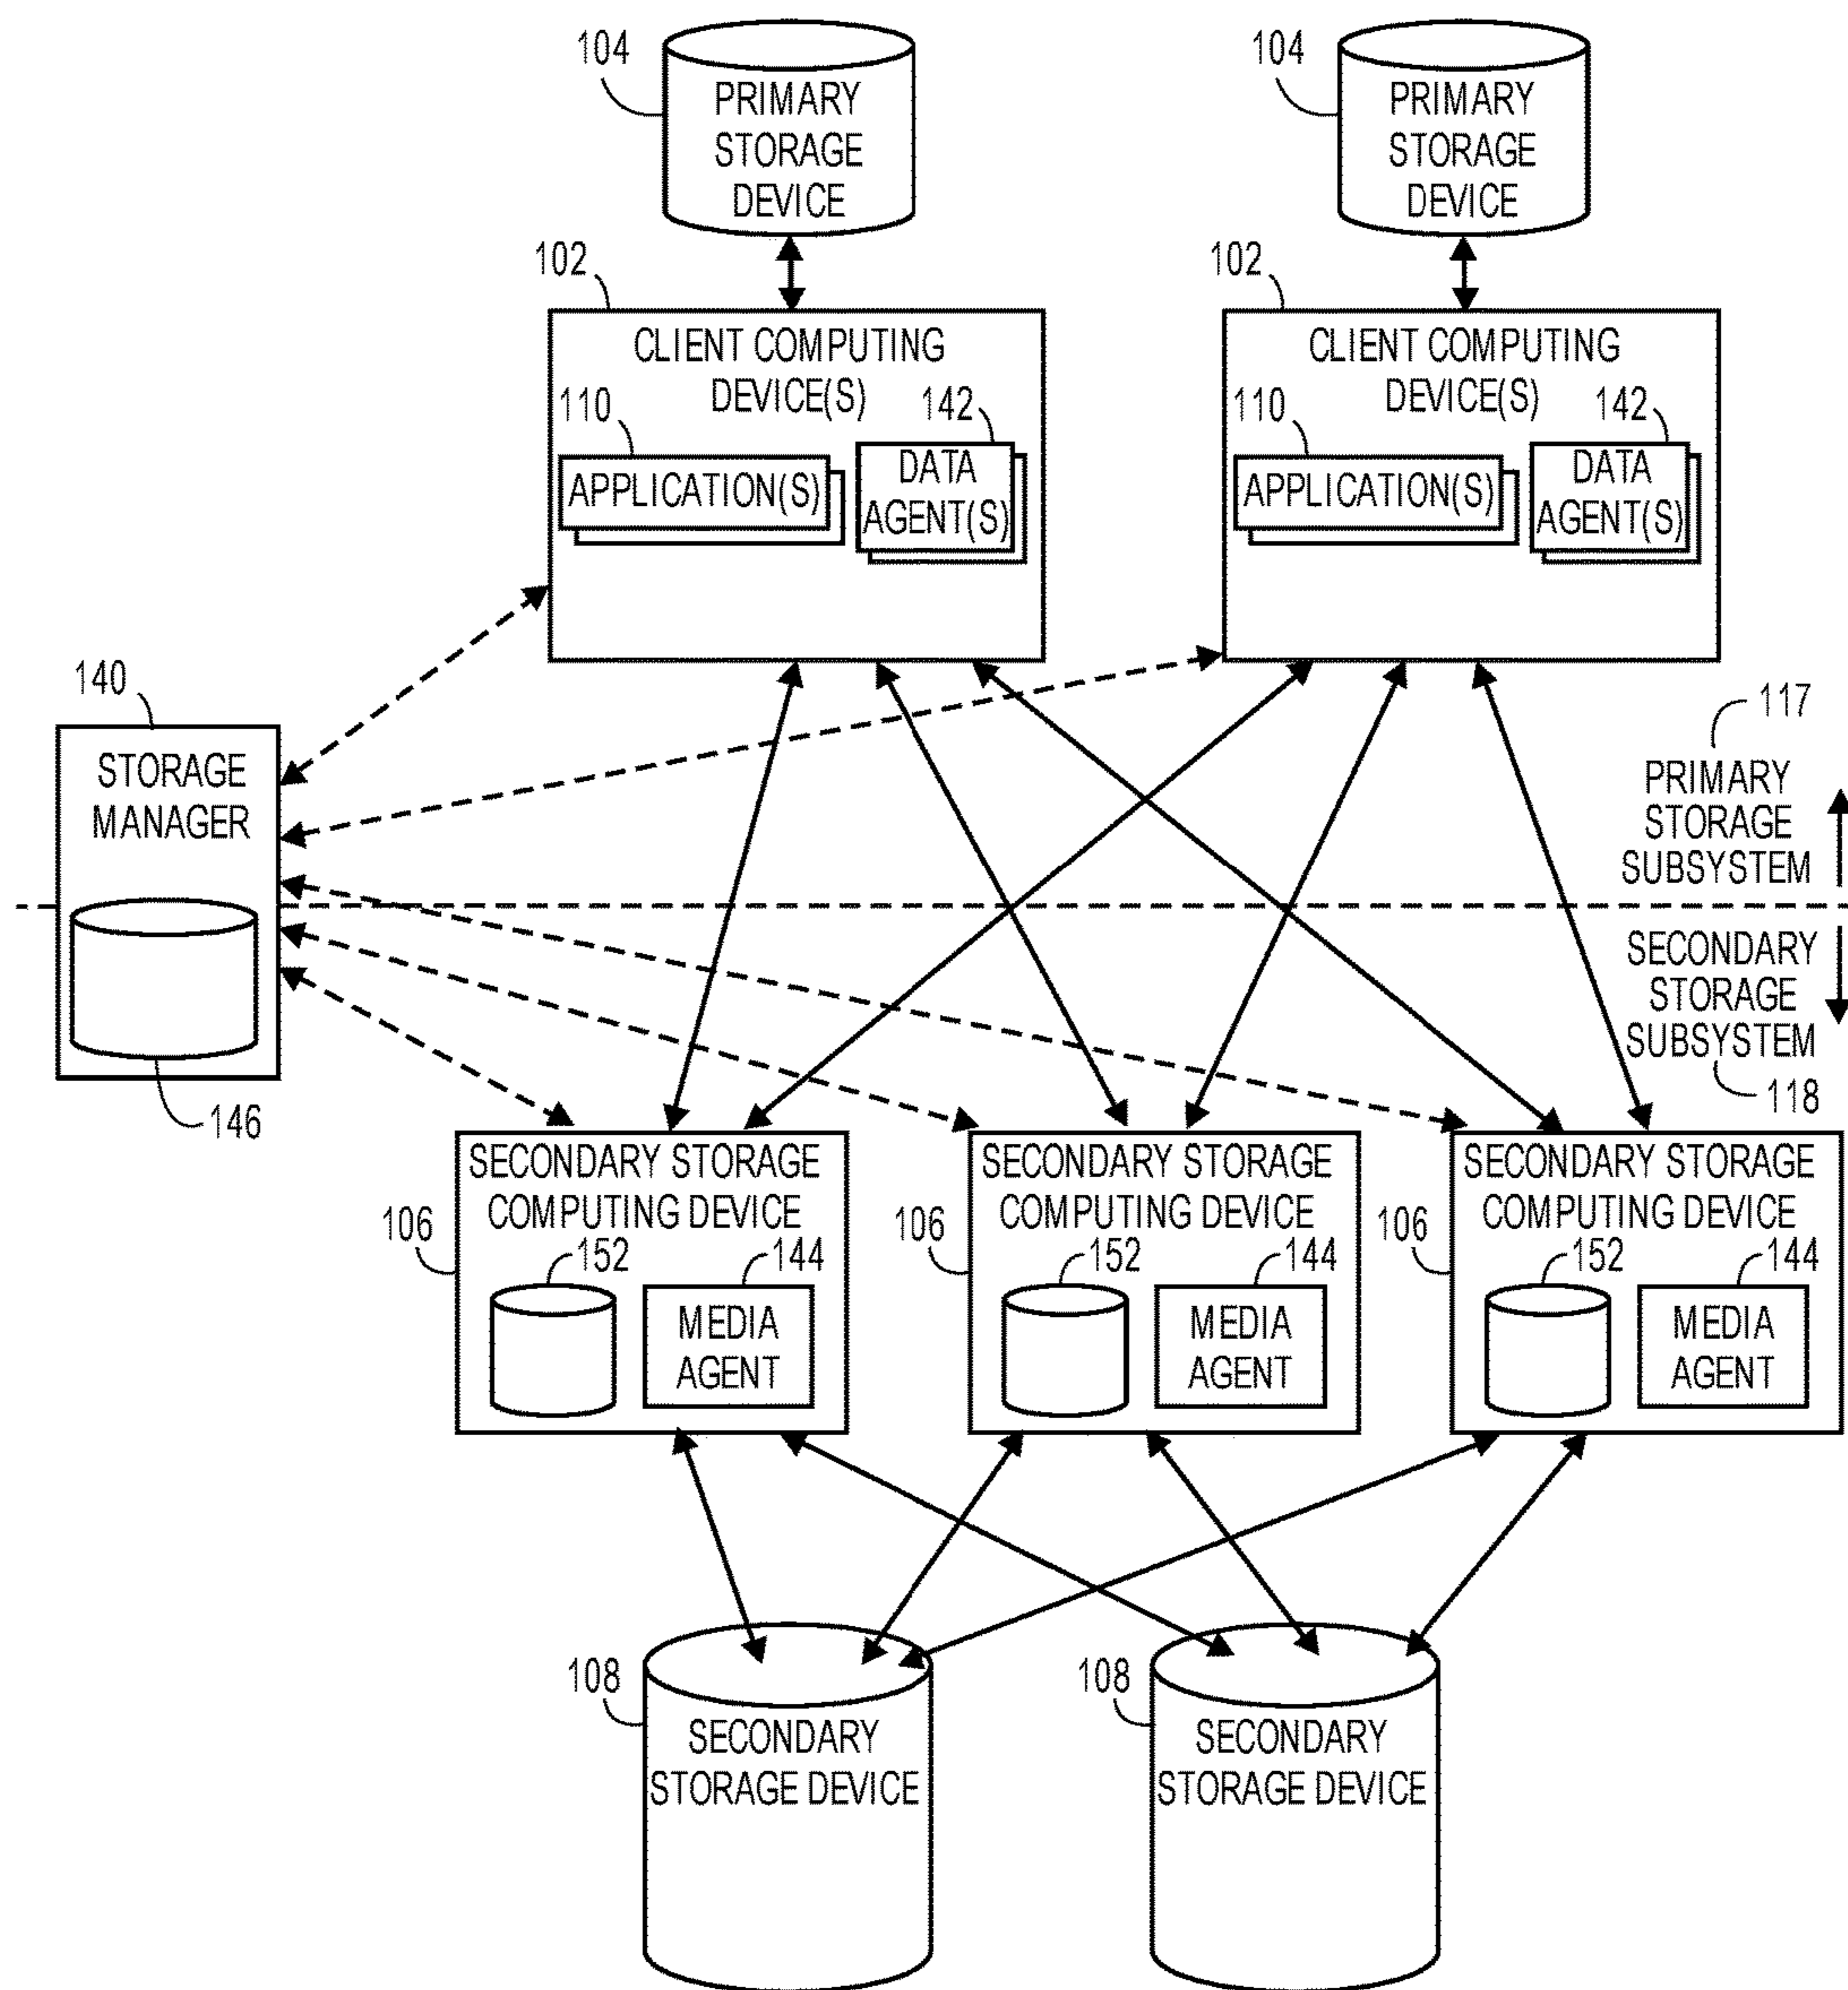 104
PRIMARY
STORAGE
DEVICE
104
PRIMARY
STORAGE
DEVICE
102
CLIENT COMPUTING
DEVICE(S)
110
142
APPLICATION(S)
DATA
AGENT(S)
102
CLIENT COMPUTING
DEVICE(S)
110
142
APPLICATION(S)
DATA
AGENT(S)
140
STORAGE
MANAGER
146
117
PRIMARY
STORAGE
SUBSYSTEM
SECONDARY
STORAGE
SUBSYSTEM
118
106
SECONDARY STORAGE
COMPUTING DEVICE
152
144
MEDIA
AGENT
106
SECONDARY STORAGE
COMPUTING DEVICE
152
144
MEDIA
AGENT
106
SECONDARY STORAGE
COMPUTING DEVICE
152
144
MEDIA
AGENT
108
SECONDARY
STORAGE DEVICE
108
SECONDARY
STORAGE DEVICE